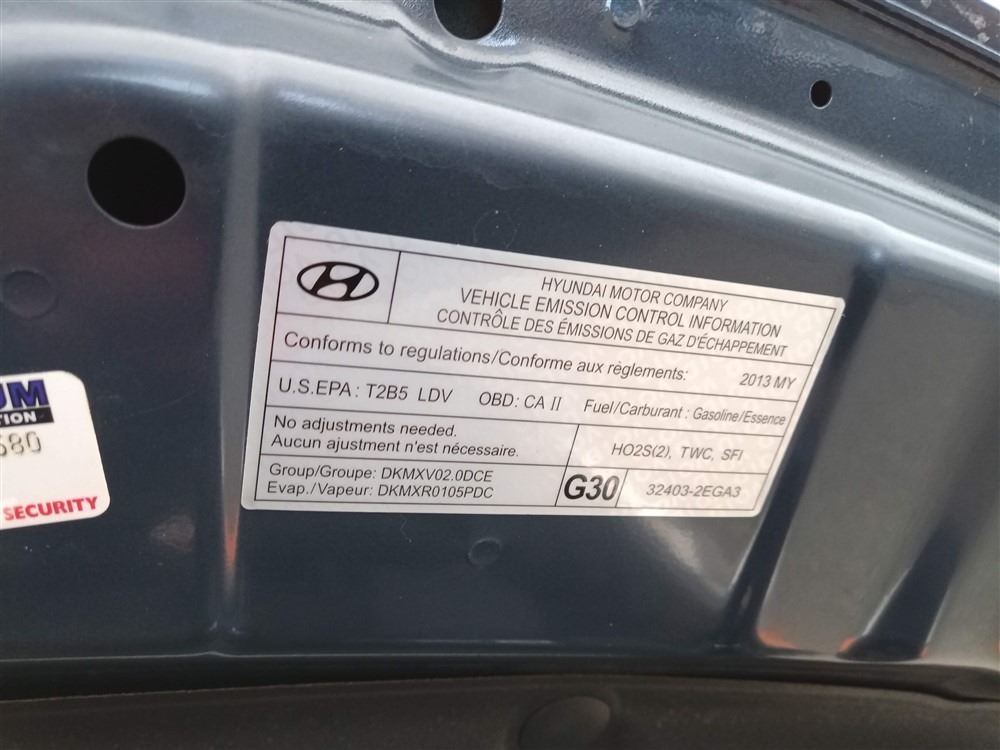 HYUNDAI MOTOR COMPANY
VEHICLE EMISSION CONTROL INFORMATION
CONTRÔLE DES ÉMISSIONS DE GAZ D'ÉCHAPPEMENT
Conforms to regulations/Conforme aux règlements: 2013 MY
U.S.EPA : T2B5 LDV OBD: CA II Fuel/Carburant : Gasoline/Essence
No adjustments needed.
Aucun ajustment n'est nécessaire.
HO2S(2), TWC, SFI
Group/Groupe: DKMXV02.0DCE
Evap./Vapeur: DKMXR0105PDC
G30
32403-2EGA3
SECURITY